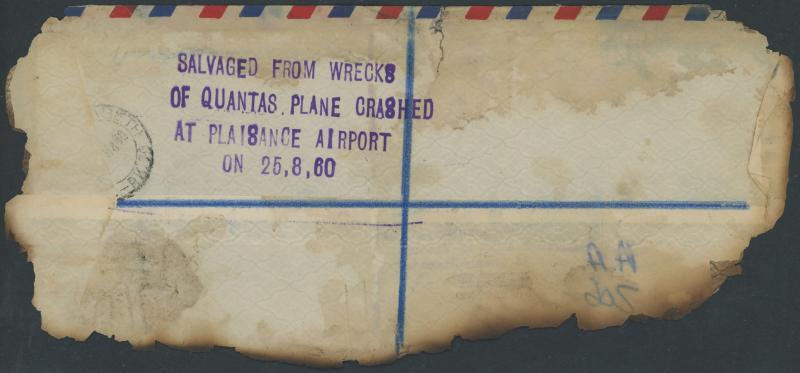 SALVAGED FROM WRECKS
OF QUANTAS PLANE CRASHED
AT PLAISANCE AIRPORT
ON 25,8,60